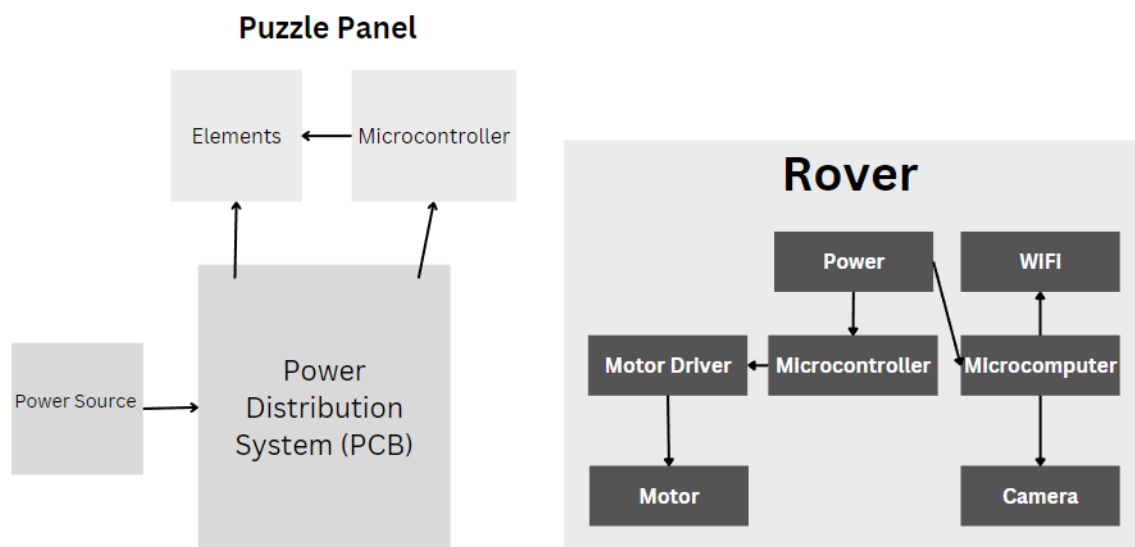 Puzzle Panel
Elements
Microcontroller
Power Source
Power
Distribution
System (PCB)
Rover
Power
WIFI
Motor Driver
Microcontroller
Microcomputer
Motor
Camera